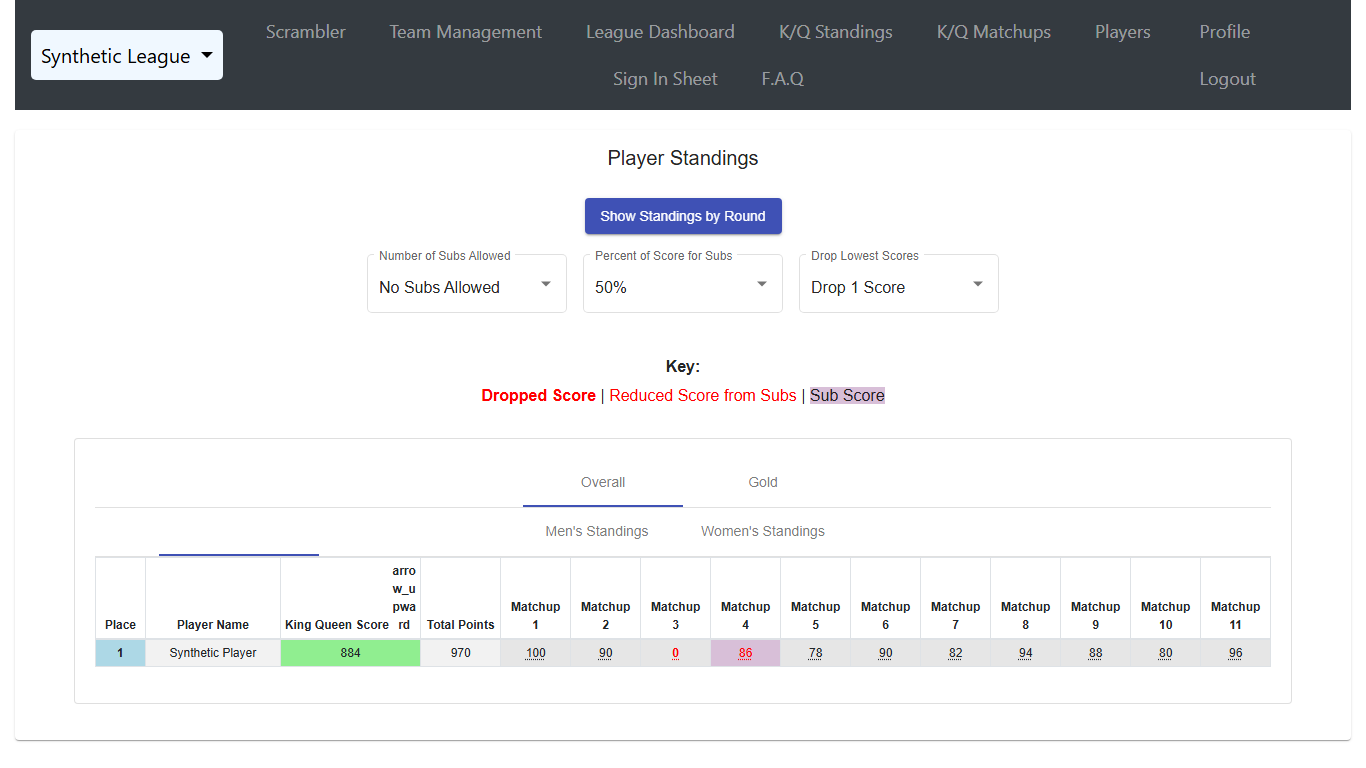 Synthetic League
Scrambler Team Management League Dashboard K/Q Standings K/Q Matchups Players Profile
Sign In Sheet F.A.Q Logout
Player Standings
Show Standings by Round
Number of Subs Allowed Percent of Score for Subs Drop Lowest Scores
No Subs Allowed 50% Drop 1 Score
Key:
Dropped Score | Reduced Score from Subs | Sub Score
Overall Gold
Men's Standings Women's Standings
Place Player Name King Queen Score arrow_upward Total Points Matchup 1 Matchup 2 Matchup 3 Matchup 4 Matchup 5 Matchup 6 Matchup 7 Matchup 8 Matchup 9 Matchup 10 Matchup 11
1 Synthetic Player 884 970 100 90 0 86 78 90 82 94 88 80 96